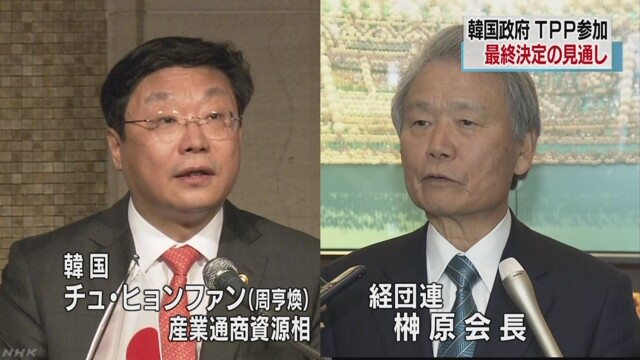 韓国政府 TPP参加
最終決定の見通し
韓国
チュ・ヒョンファン(周亨煥)
産業通商資源相
経団連
榊原会長
NHK